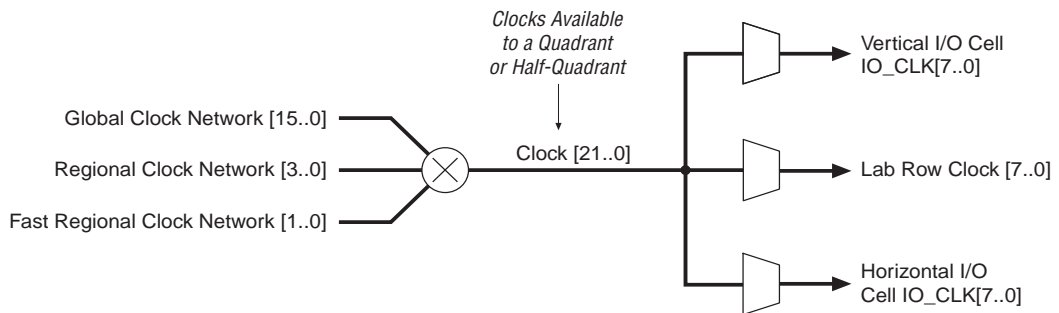 Clocks Available
to a Quadrant
or Half-Quadrant
Vertical I/O Cell
IO_CLK[7..0]
Global Clock Network [15..0]
Clock [21..0]
Regional Clock Network [3..0]
Lab Row Clock [7..0]
Fast Regional Clock Network [1..0]
Horizontal I/O
Cell IO_CLK[7..0]